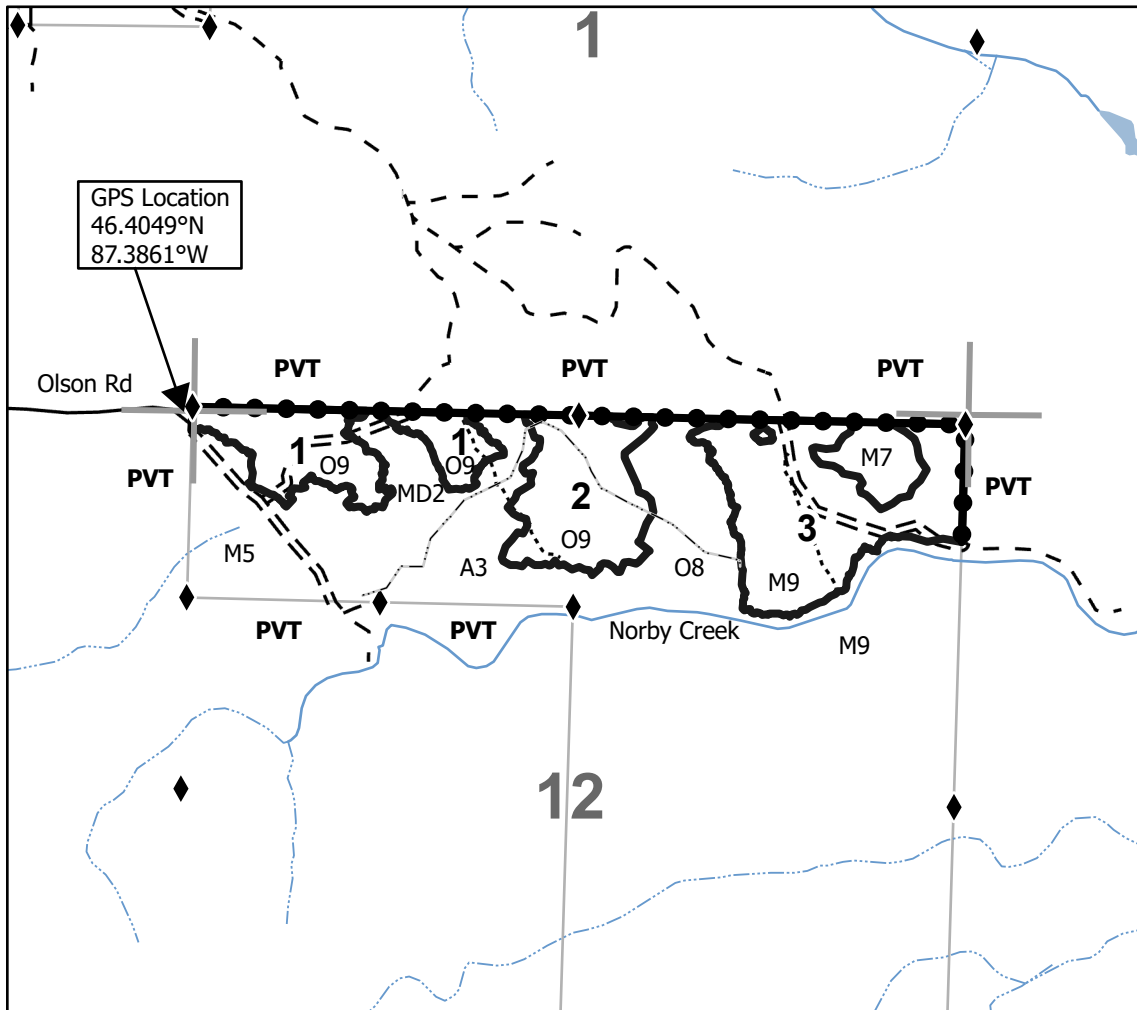 1
GPS Location
46.4049°N
87.3861°W
Olson Rd
PVT
PVT
PVT
PVT
PVT
1
O9
1
O9
MD2
M7
2
3
O9
M5
A3
O8
M9
PVT
PVT
Norby Creek
M9
12